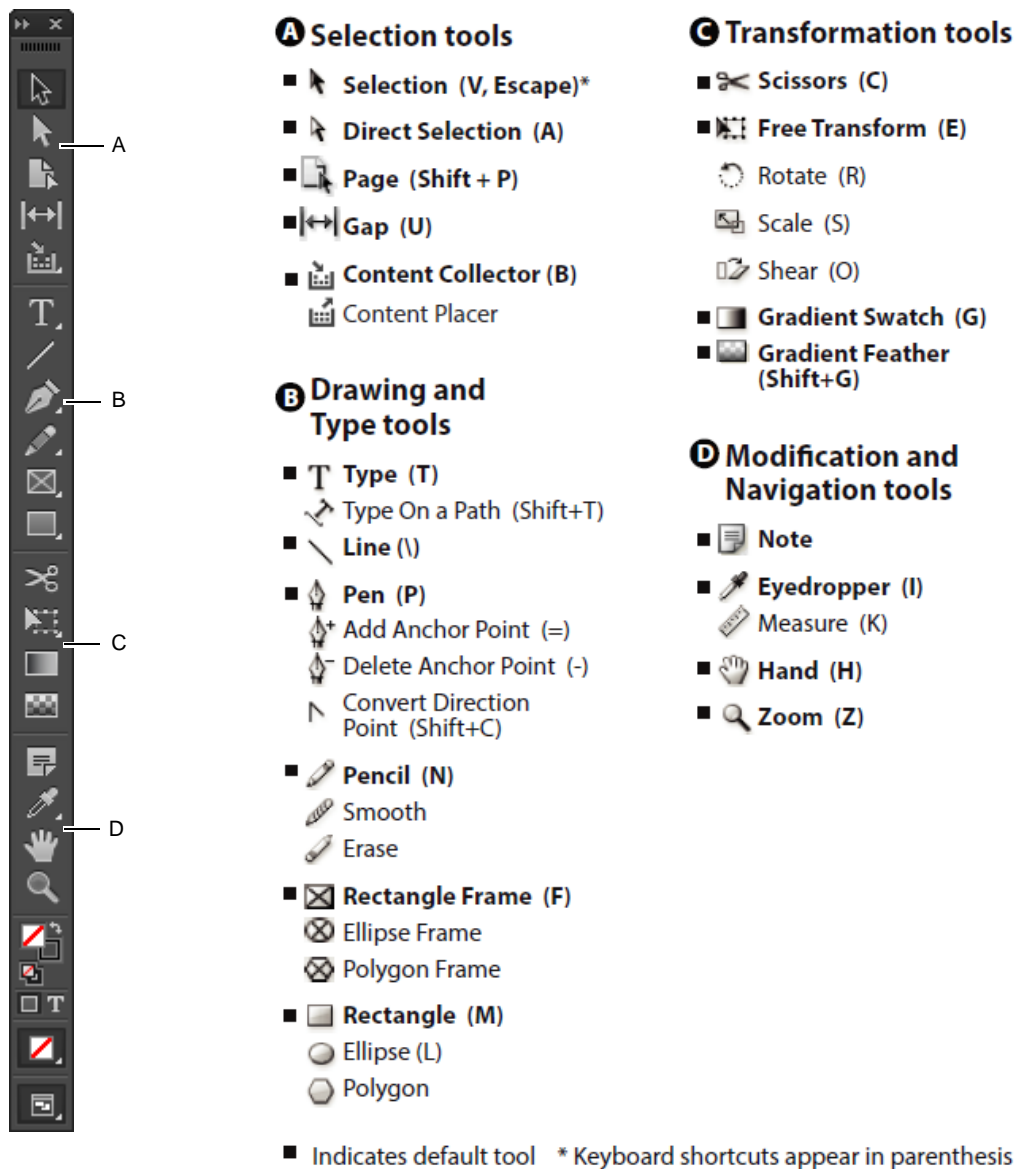 A
B
C
D
A Selection tools
Selection (V, Escape)*
Direct Selection (A)
Page (Shift + P)
Gap (U)
Content Collector (B)
Content Placer
B Drawing and
Type tools
T Type (T)
Type On a Path (Shift+T)
Line (\)
Pen (P)
Add Anchor Point (=)
Delete Anchor Point (-)
Convert Direction
Point (Shift+C)
Pencil (N)
Smooth
Erase
Rectangle Frame (F)
Ellipse Frame
Polygon Frame
Rectangle (M)
Ellipse (L)
Polygon
C Transformation tools
Scissors (C)
Free Transform (E)
Rotate (R)
Scale (S)
Shear (O)
Gradient Swatch (G)
Gradient Feather
(Shift+G)
D Modification and
Navigation tools
Note
Eyedropper (I)
Measure (K)
Hand (H)
Zoom (Z)
Indicates default tool * Keyboard shortcuts appear in parenthesis